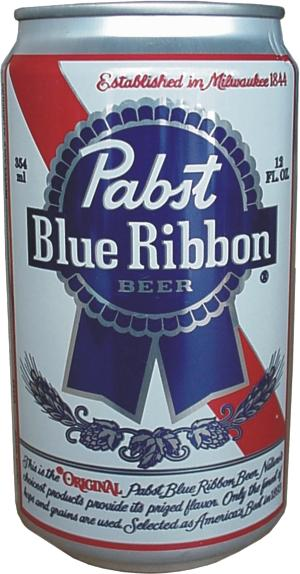 Established in Milwaukee 1844
354 ml
12 FL. OZ.
Pabst
Blue Ribbon
BEER
This is the ORIGINAL Pabst Blue Ribbon Beer. Nature's
choicest products provide its prized flavor. Only the finest of
hops and grains are used. Selected as America's Best in 1893.